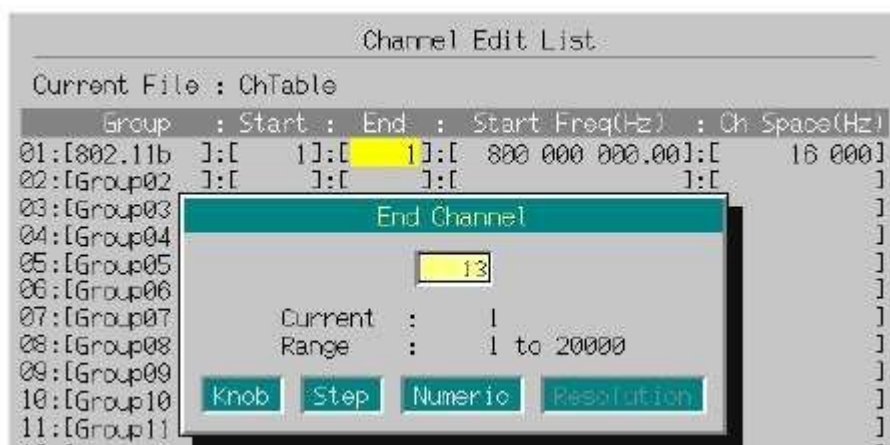 Channel Edit List
Current File : ChTable
Group : Start : End : Start Freq(Hz) : Ch Space(Hz)
01:[802.11b ]:[ 1]:[ 1]:[ 800 000 000.00]:[ 16 000]
02:[Group02 ]:[ ]:[ ]:[ ]:[ ]
03:[Group03 ]
04:[Group04 ]
05:[Group05 ]
06:[Group06 ]
07:[Group07 ]
08:[Group08 ]
09:[Group09 ]
10:[Group10 ]
11:[Group11 ]
End Channel
13
Current : 1
Range : 1 to 20000
Knob Step Numeric Resolution